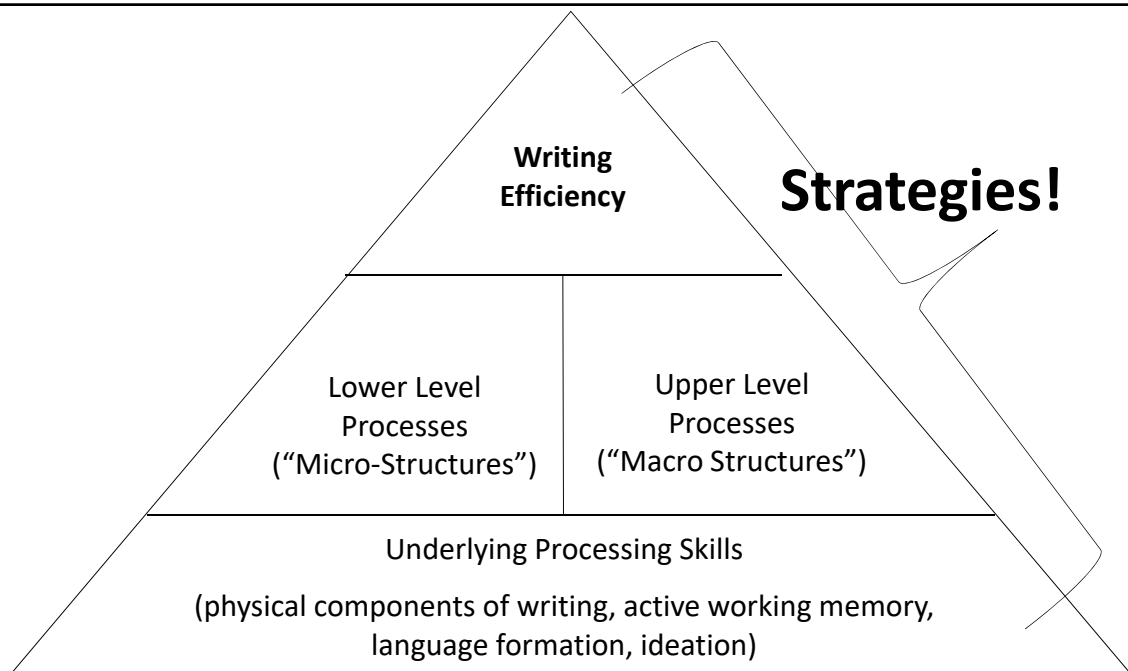 Writing
Efficiency
Strategies!
Lower Level
Processes
(“Micro-Structures”)
Upper Level
Processes
(“Macro Structures”)
Underlying Processing Skills
(physical components of writing, active working memory,
language formation, ideation)